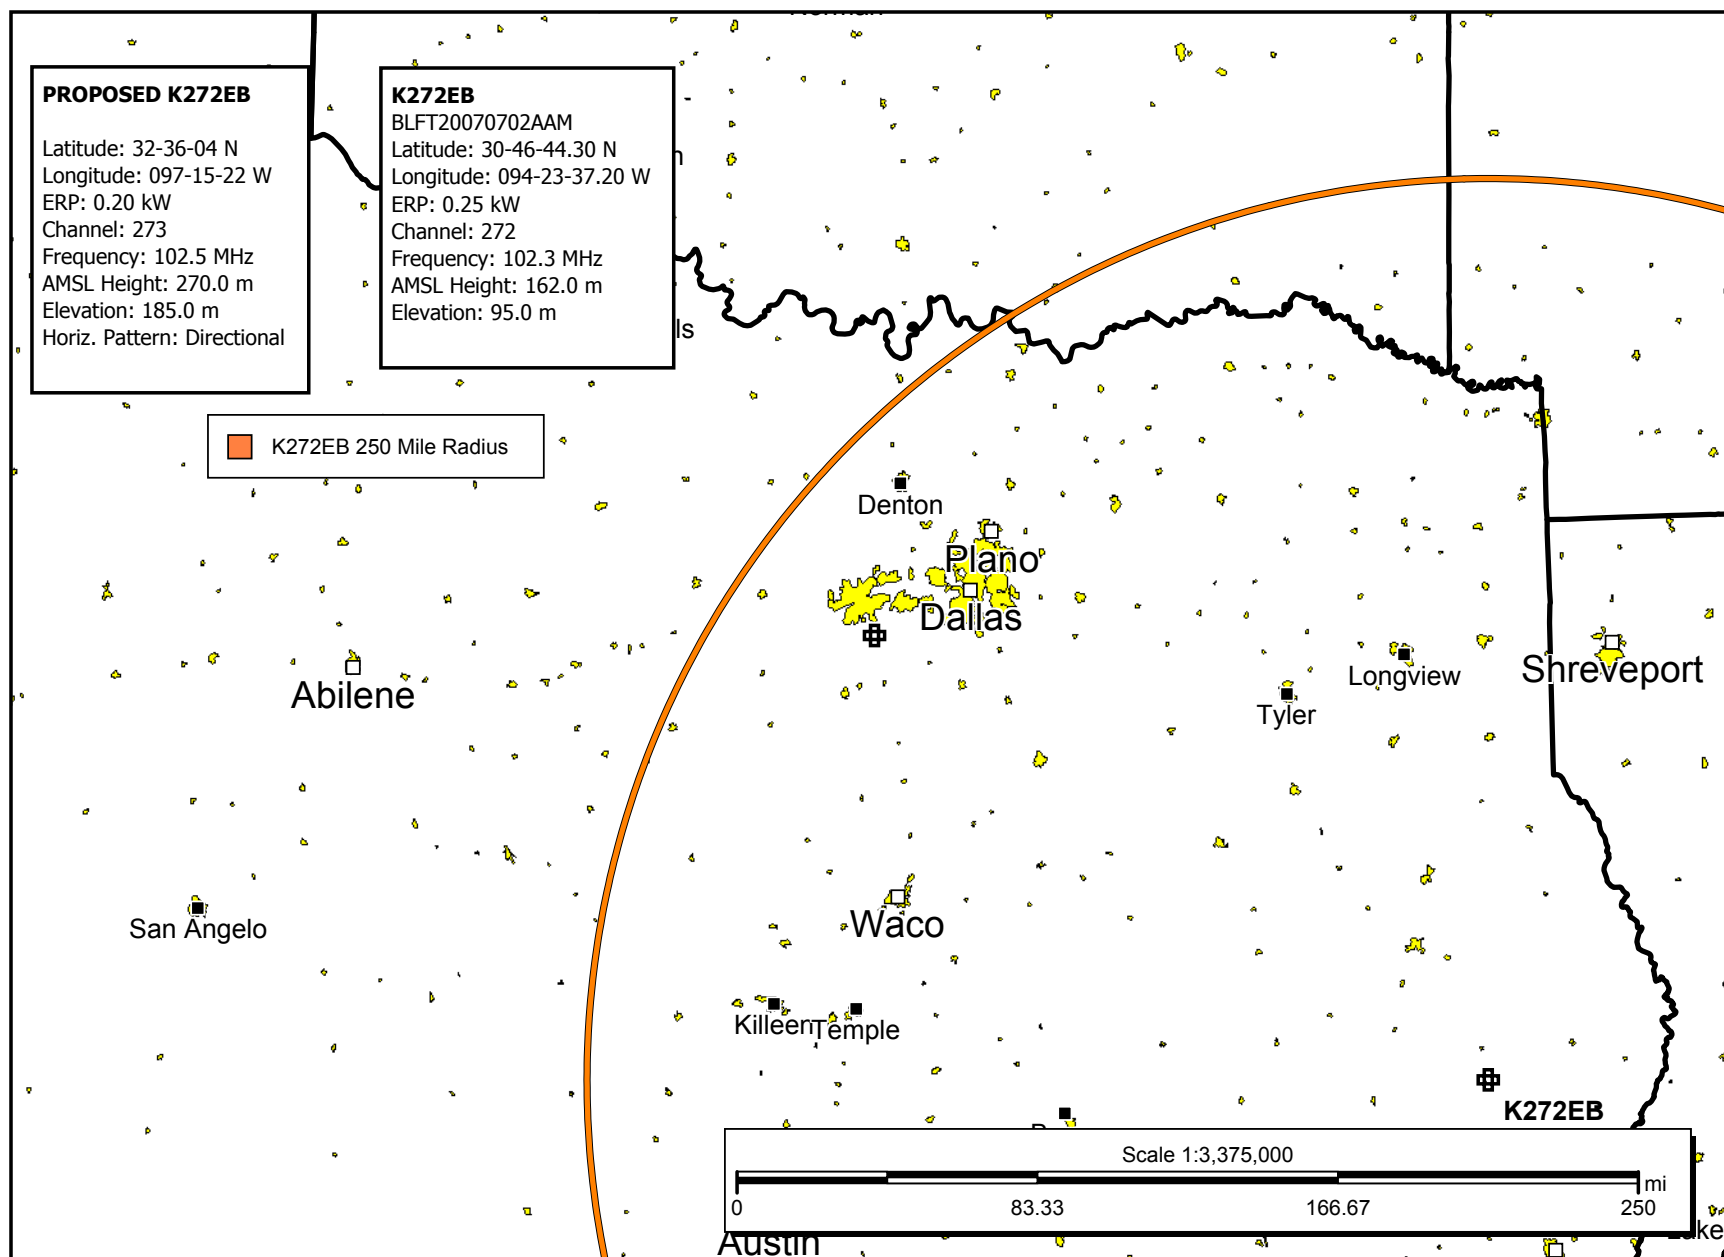 PROPOSED K272EB
Latitude: 32-36-04 N
Longitude: 097-15-22 W
ERP: 0.20 kW
Channel: 273
Frequency: 102.5 MHz
AMSL Height: 270.0 m
Elevation: 185.0 m
Horiz. Pattern: Directional
K272EB
BLFT20070702AAM
Latitude: 30-46-44.30 N
Longitude: 094-23-37.20 W
ERP: 0.25 kW
Channel: 272
Frequency: 102.3 MHz
AMSL Height: 162.0 m
Elevation: 95.0 m
ls
K272EB 250 Mile Radius
Denton
Plano
Dallas
Abilene
Longview
Shreveport
Tyler
San Angelo
Waco
Killeen
Temple
K272EB
Scale 1:3,375,000
mi
0 83.33 166.67 250
Austin